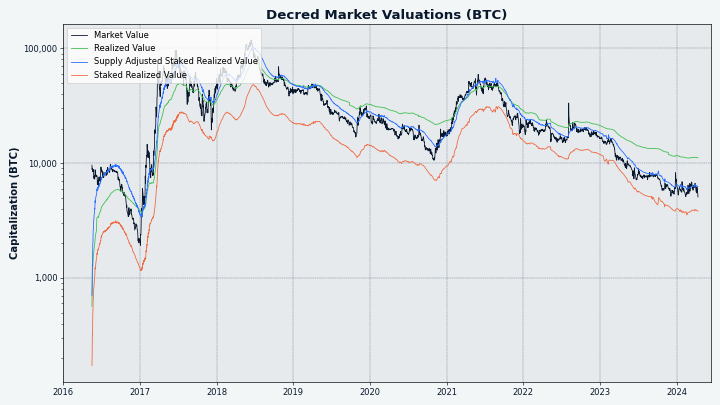 Decred Market Valuations (BTC)
Market Value
Realized Value
Supply Adjusted Staked Realized Value
Staked Realized Value
Capitalization (BTC)
100,000
10,000
1,000
2016 2017 2018 2019 2020 2021 2022 2023 2024